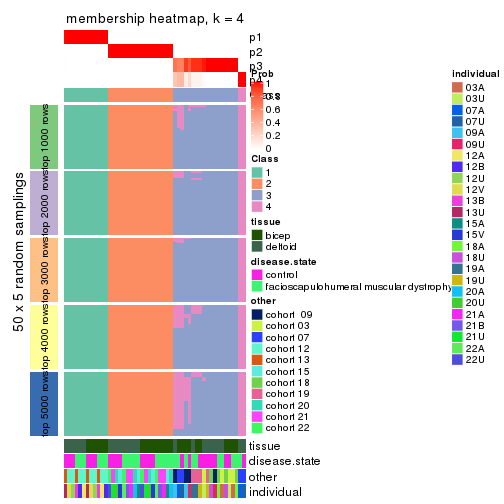 membership heatmap, k = 4
p1
p2
p3
p4
Prob
1
0.8
0.6
0.4
0.2
0
Class
1
2
3
4
tissue
bicep
deltoid
disease.state
control
facioscapulohumeral muscular dystrophy
other
cohort 09
cohort 03
cohort 07
cohort 12
cohort 13
cohort 15
cohort 18
cohort 19
cohort 20
cohort 21
cohort 22
individual
03A
03U
07A
07U
09A
09U
12A
12B
12U
12V
13B
13U
15A
15V
18A
18U
19A
19U
20A
20U
21A
21B
21U
22A
22U
50 x 5 random samplings
top 1000 rows
top 2000 rows
top 3000 rows
top 4000 rows
top 5000 rows
tissue
disease.state
other
individual